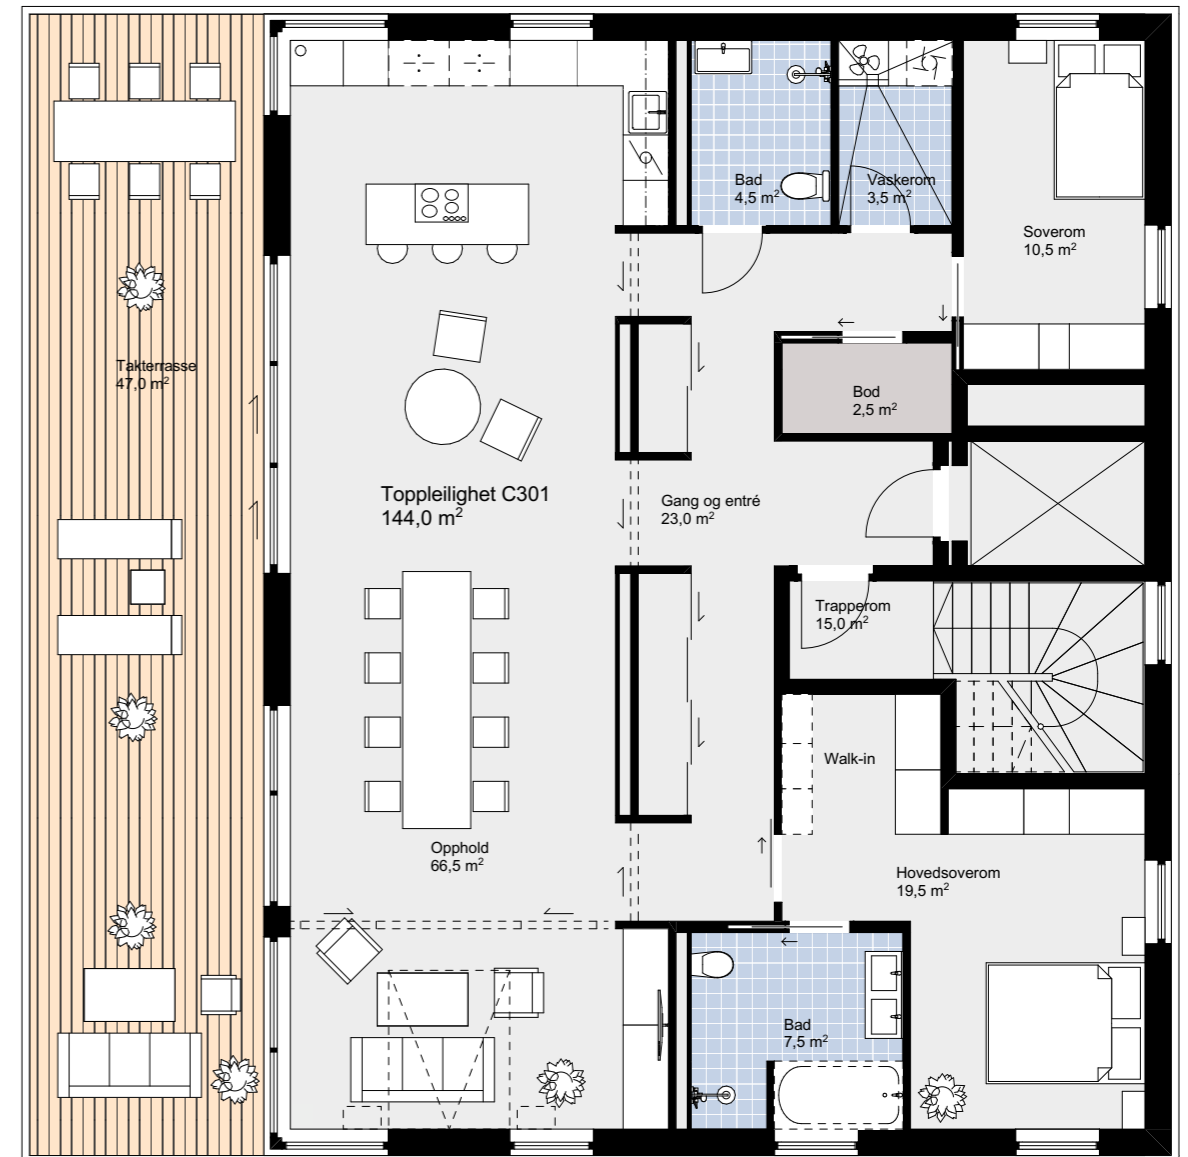 Bad
4,5 m²
Vaskerom
3,5 m²
Soverom
10,5 m²
Takterrasse
47,0 m²
Bod
2,5 m²
Toppleilighet C301
144,0 m²
Gang og entré
23,0 m²
Trapperom
15,0 m²
Walk-in
Opphold
66,5 m²
Hovedsoverom
19,5 m²
Bad
7,5 m²